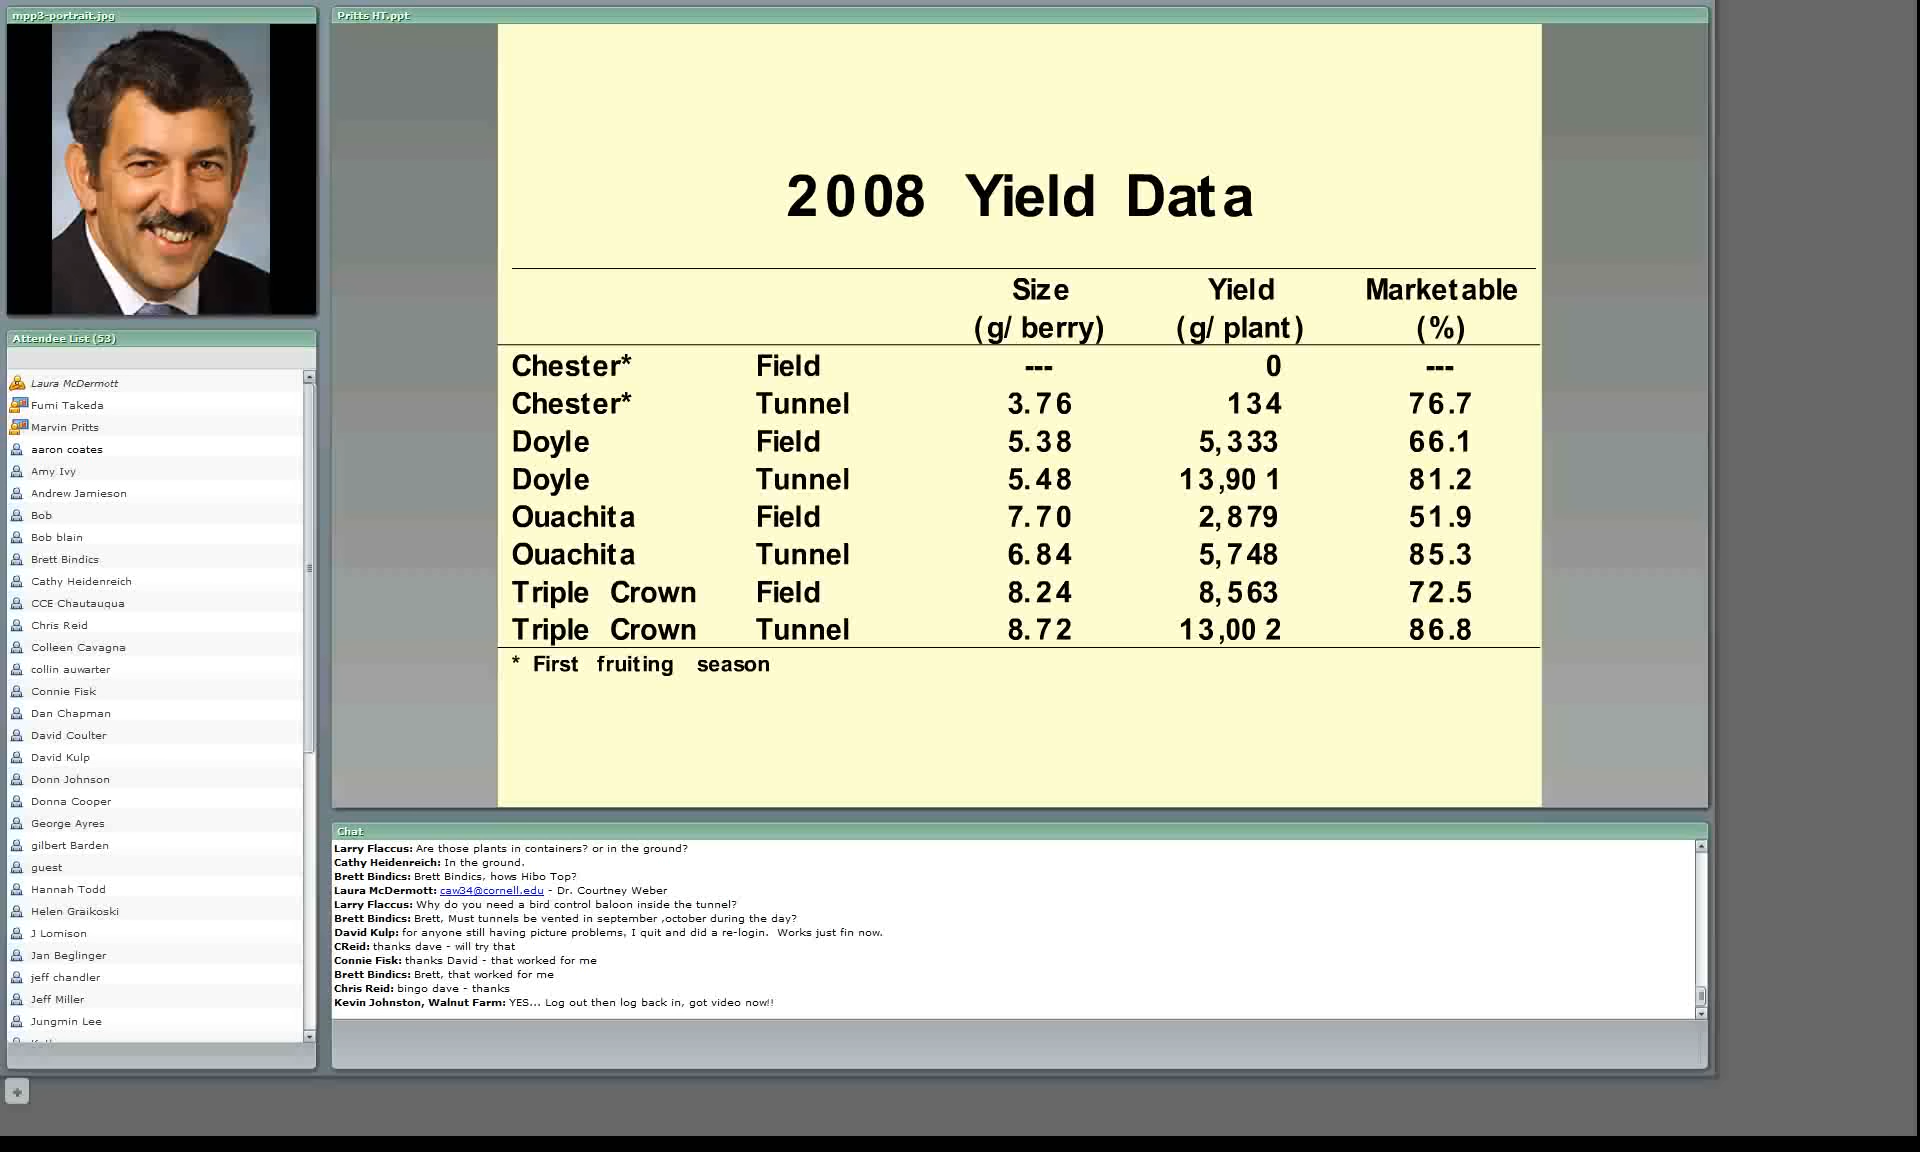 mpp3-portrait.jpg
Attendee List (53)
Laura McDermott
Fumi Takeda
Marvin Pritts
aaron coates
Amy Ivy
Andrew Jamieson
Bob
Bob blain
Brett Bindics
Cathy Heidenreich
CCE Chautauqua
Chris Reid
Colleen Cavagna
collin auwarter
Connie Fisk
Dan Chapman
David Coulter
David Kulp
Donn Johnson
Donna Cooper
George Ayres
gilbert Barden
guest
Hannah Todd
Helen Graikoski
J Lomison
Jan Beglinger
jeff chandler
Jeff Miller
Jungmin Lee
Pritts HT.ppt
2008 Yield Data
Size Yield Marketable
(g/ berry) (g/ plant) (%)
Chester* Field --- 0 ---
Chester* Tunnel 3.76 134 76.7
Doyle Field 5.38 5,333 66.1
Doyle Tunnel 5.48 13,90 1 81.2
Ouachita Field 7.70 2,879 51.9
Ouachita Tunnel 6.84 5,748 85.3
Triple Crown Field 8.24 8,563 72.5
Triple Crown Tunnel 8.72 13,00 2 86.8
* First fruiting season
Chat
Larry Flaccus: Are those plants in containers? or in the ground?
Cathy Heidenreich: In the ground.
Brett Bindics: Brett Bindics, hows Hibo Top?
Laura McDermott: caw34@cornell.edu - Dr. Courtney Weber
Larry Flaccus: Why do you need a bird control baloon inside the tunnel?
Brett Bindics: Brett, Must tunnels be vented in september ,october during the day?
David Kulp: for anyone still having picture problems, I quit and did a re-login. Works just fin now.
CReid: thanks dave - will try that
Connie Fisk: thanks David - that worked for me
Brett Bindics: Brett, that worked for me
Chris Reid: bingo dave - thanks
Kevin Johnston, Walnut Farm: YES... Log out then log back in, got video now!!